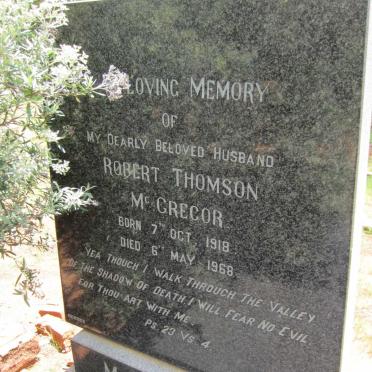 LOVING MEMORY
OF
MY DEARLY BELOVED HUSBAND
ROBERT THOMSON
McGREGOR
BORN 7TH OCT. 1918
DIED 6TH MAY 1968
YEA THOUGH I WALK THROUGH THE VALLEY
OF THE SHADOW OF DEATH, I WILL FEAR NO EVIL
FOR THOU ART WITH ME.
PS. 23 VS. 4.